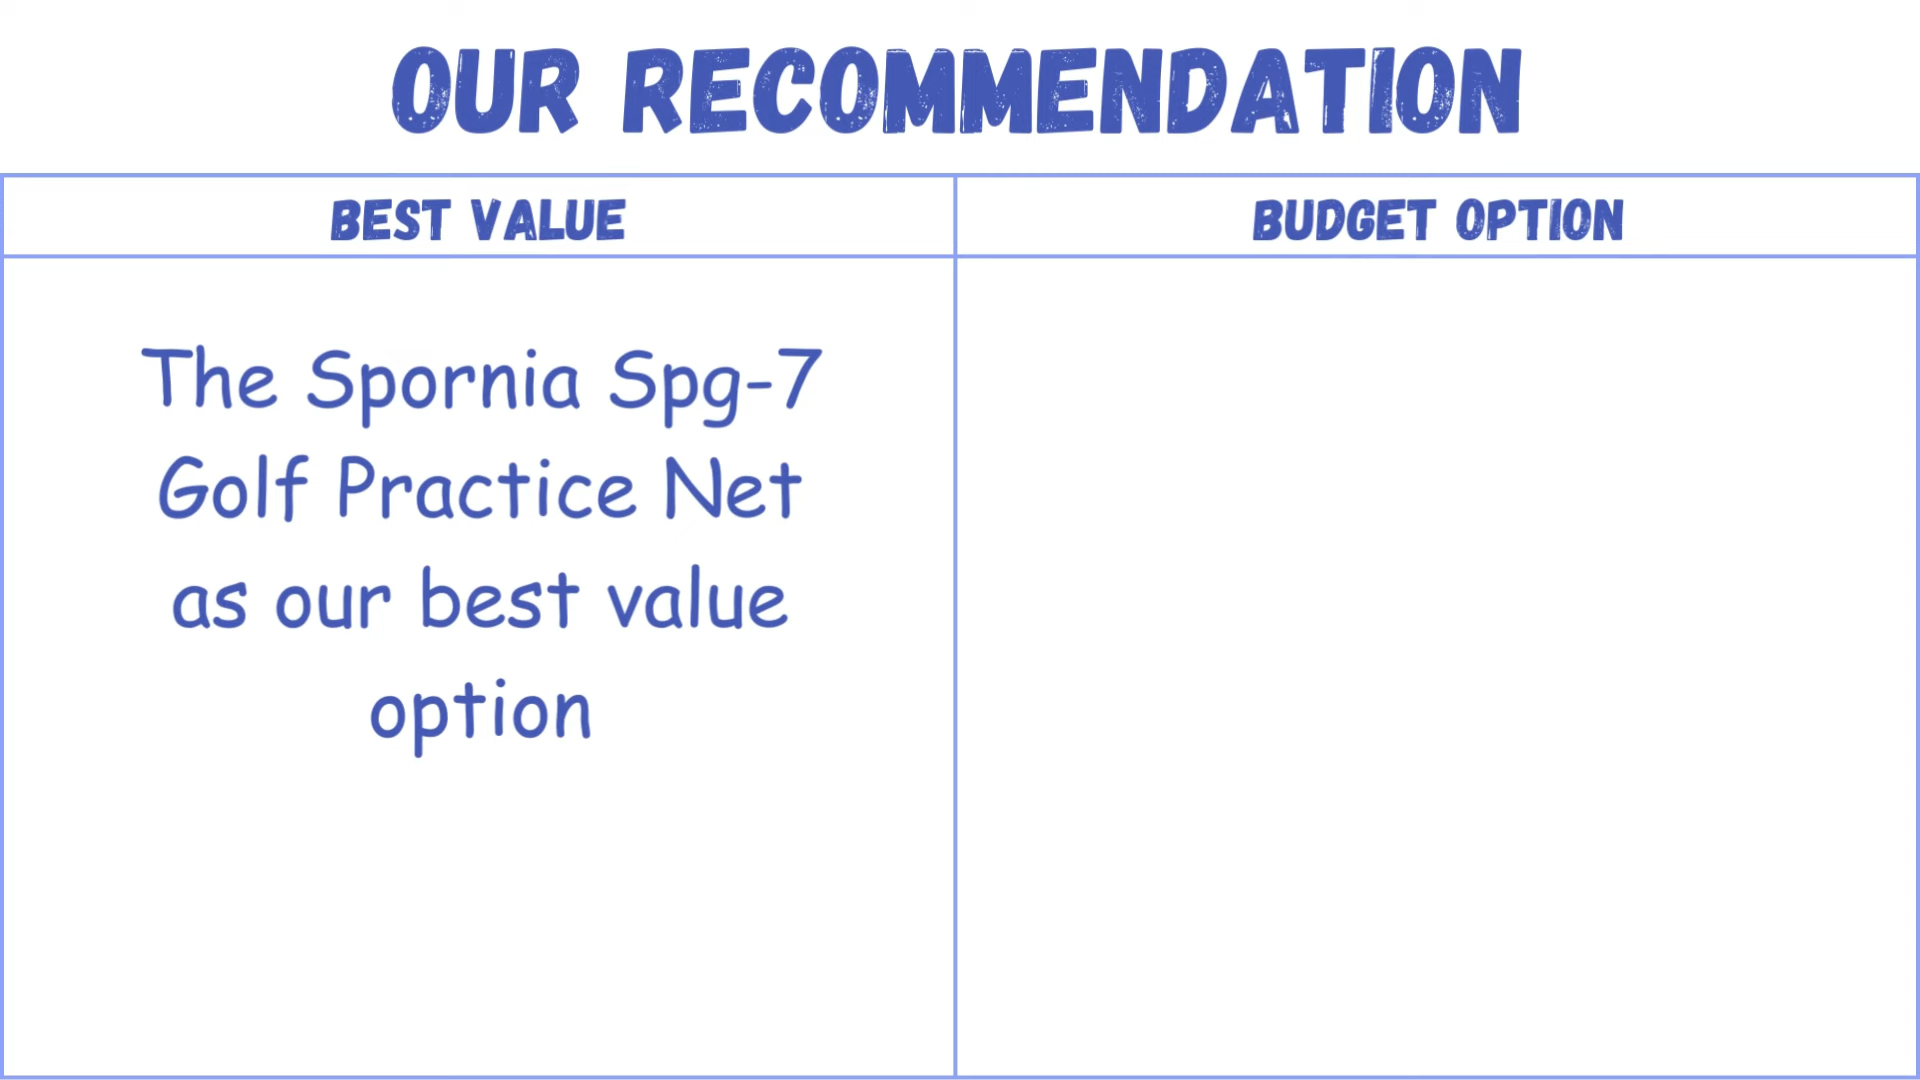 OUR RECOMMENDATION
BEST VALUE
BUDGET OPTION
The Spornia Spg-7
Golf Practice Net
as our best value
option